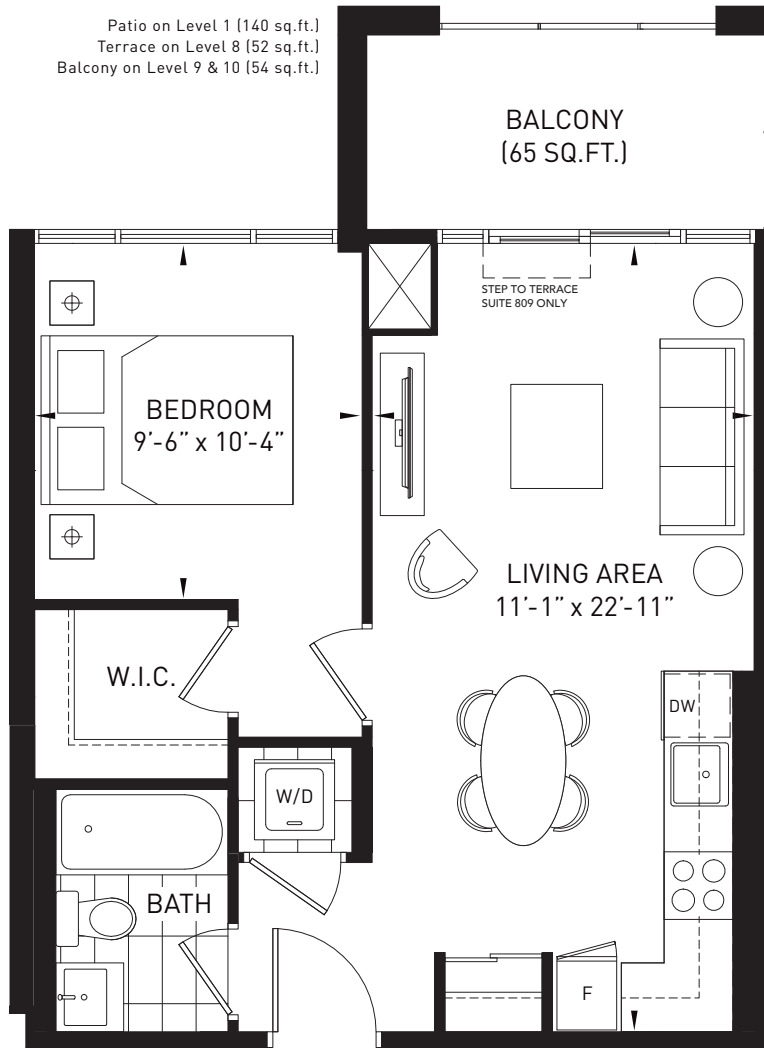 Patio on Level 1 (140 sq.ft.)
Terrace on Level 8 (52 sq.ft.)
Balcony on Level 9 & 10 (54 sq.ft.)
BALCONY
(65 SQ.FT.)
STEP TO TERRACE
SUITE 809 ONLY
BEDROOM
9'-6" x 10'-4"
LIVING AREA
11'-1" x 22'-11"
W.I.C.
DW
W/D
BATH
F